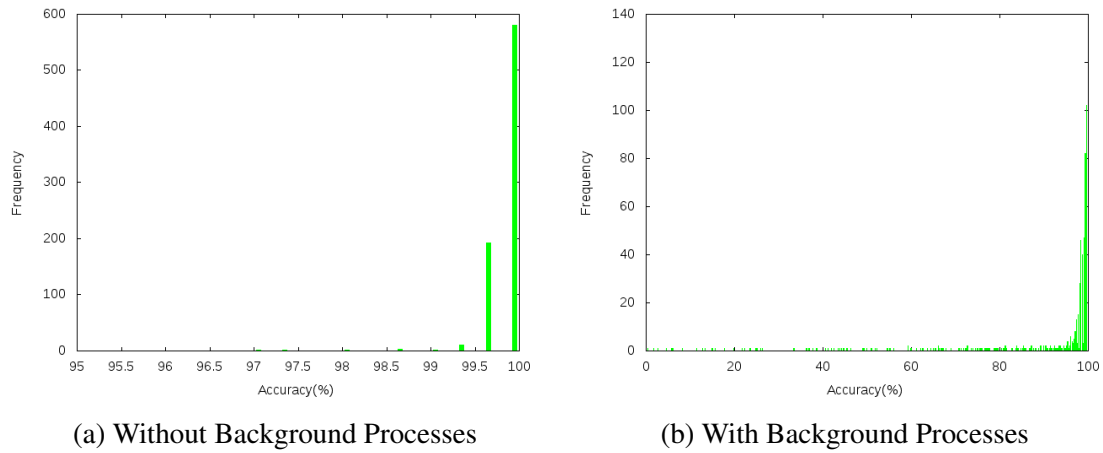 600
500
400
300
200
100
0
Frequency
95 95.5 96 96.5 97 97.5 98 98.5 99 99.5 100
Accuracy(%)
(a) Without Background Processes
140
120
100
80
60
40
20
0
Frequency
0 20 40 60 80 100
Accuracy(%)
(b) With Background Processes